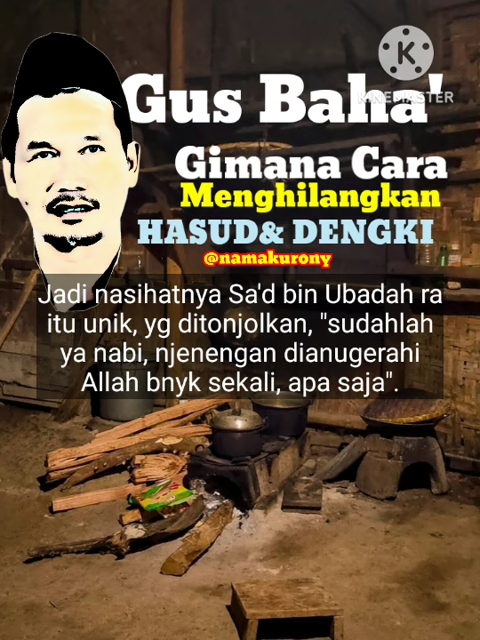 KINEMASTER
Gus Baha'
Gimana Cara
Menghilangkan
HASUD& DENGKI
@namakurony
Jadi nasihatnya Sa'd bin Ubadah ra
itu unik, yg ditonjolkan, "sudahlah
ya nabi, njenengan dianugerahi
Allah bnyk sekali, apa saja".